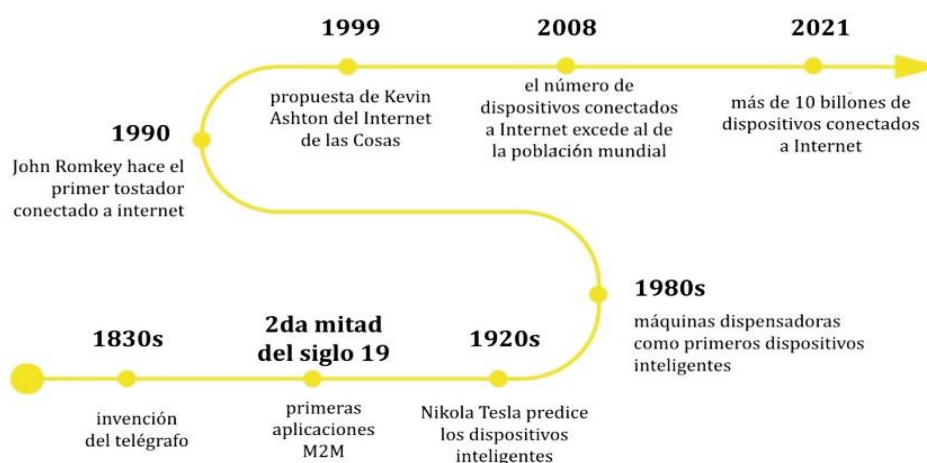 1830s
invención
del telégrafo
2da mitad
del siglo 19
primeras
aplicaciones
M2M
1920s
Nikola Tesla predice
los dispositivos
inteligentes
1980s
máquinas dispensadoras
como primeros dispositivos
inteligentes
1990
John Romkey hace el
primer tostador
conectado a internet
1999
propuesta de Kevin
Ashton del Internet
de las Cosas
2008
el número de
dispositivos conectados
a Internet excede al de
la población mundial
2021
más de 10 billones de
dispositivos conectados
a Internet